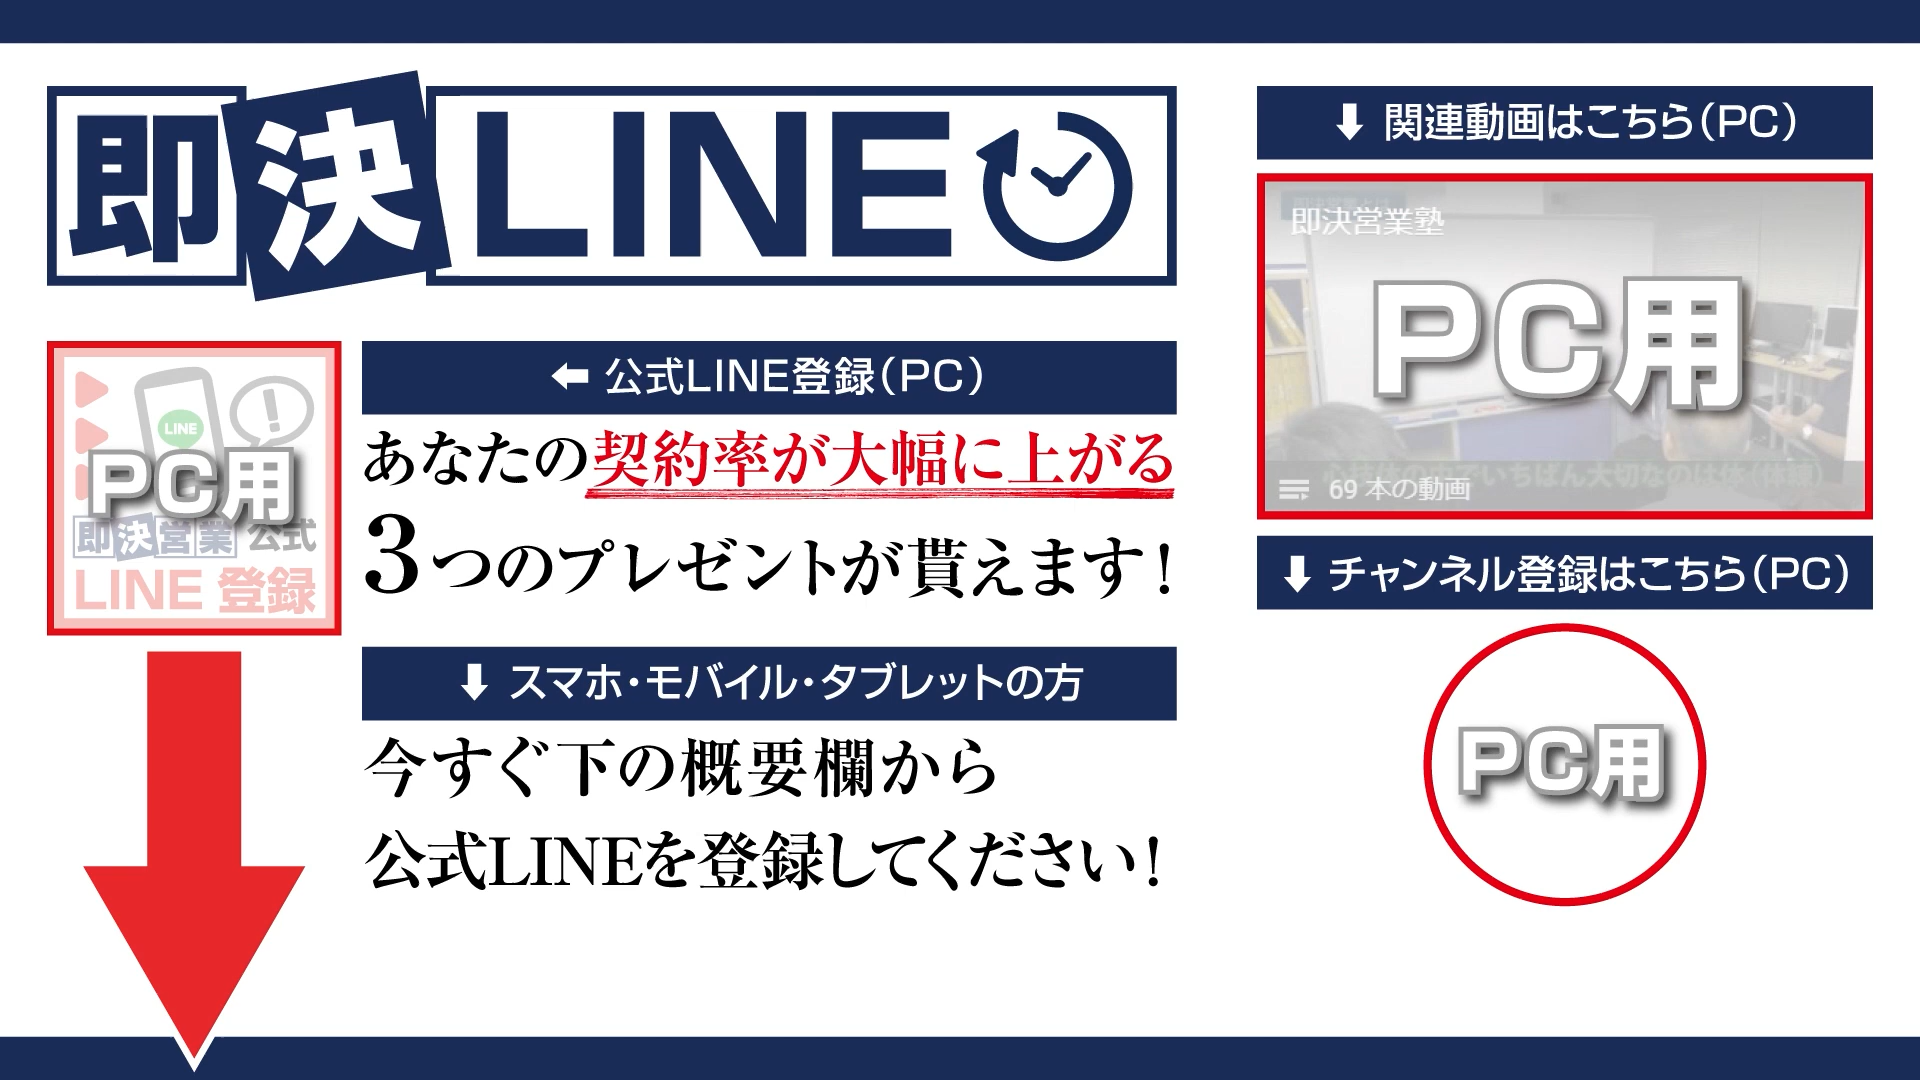 即決LINE
LINE
PC用
即決営業 公式
LINE 登録
⬅ 公式LINE登録（PC）
あなたの契約率が大幅に上がる
3つのプレゼントが貰えます！
⬇ スマホ・モバイル・タブレットの方
今すぐ下の概要欄から
公式LINEを登録してください！
⬇ 関連動画はこちら（PC）
即決営業塾
PC用
69 本の動画
⬇ チャンネル登録はこちら（PC）
PC用